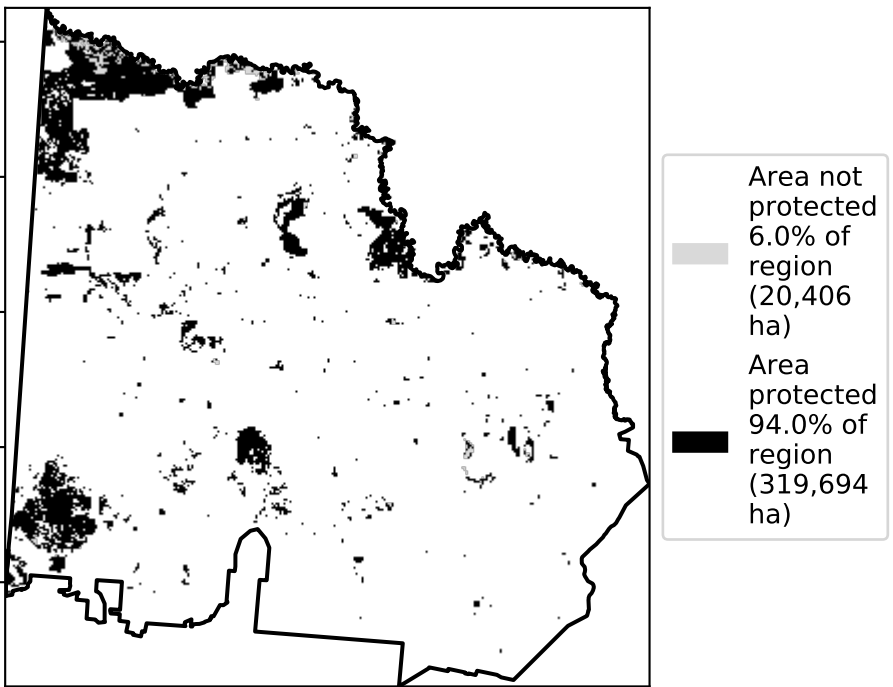 Area not
protected
6.0% of
region
(20,406
ha)
Area
protected
94.0% of
region
(319,694
ha)